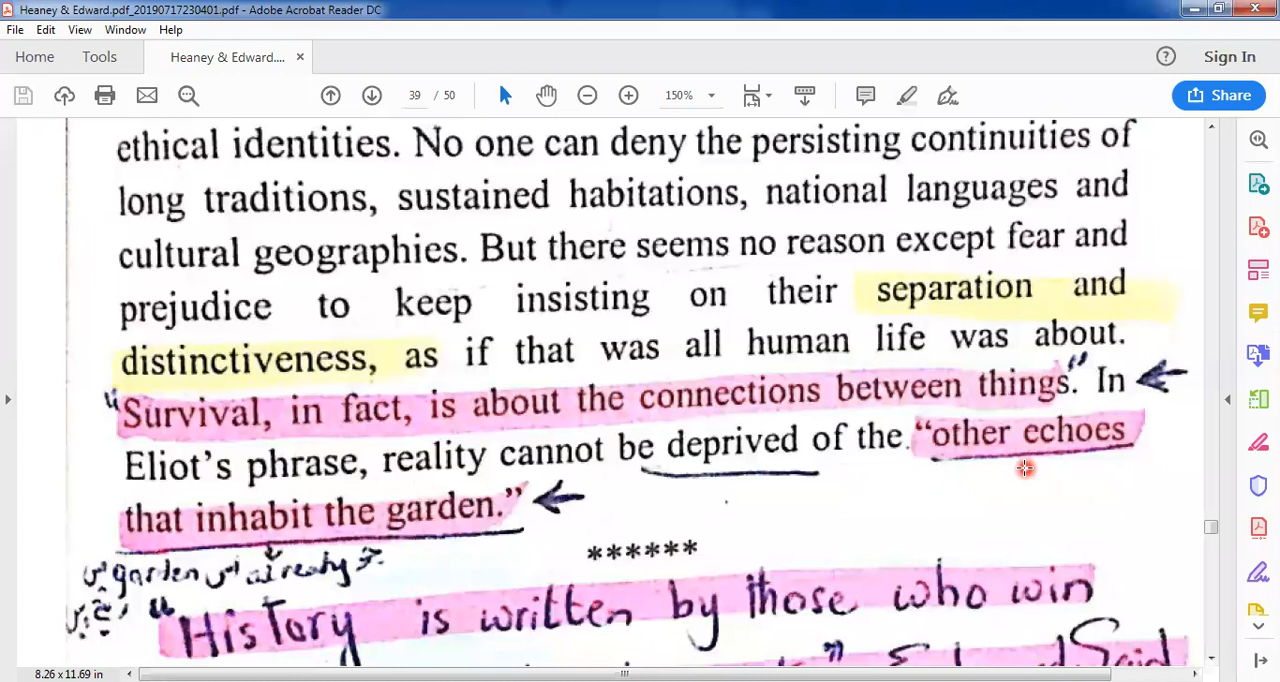 Heaney & Edward.pdf_20190717230401.pdf - Adobe Acrobat Reader DC
File Edit View Window Help
Home Tools Heaney & Edward.... × Sign In
39 / 50 150% Share
ethical identities. No one can deny the persisting continuities of
long traditions, sustained habitations, national languages and
cultural geographies. But there seems no reason except fear and
prejudice to keep insisting on their separation and
distinctiveness, as if that was all human life was about.
"Survival, in fact, is about the connections between things." In
Eliot's phrase, reality cannot be deprived of the "other echoes
that inhabit the garden."
******
garden already
"HisTory is written by those who win
" Edward Said
8.26 x 11.69 in